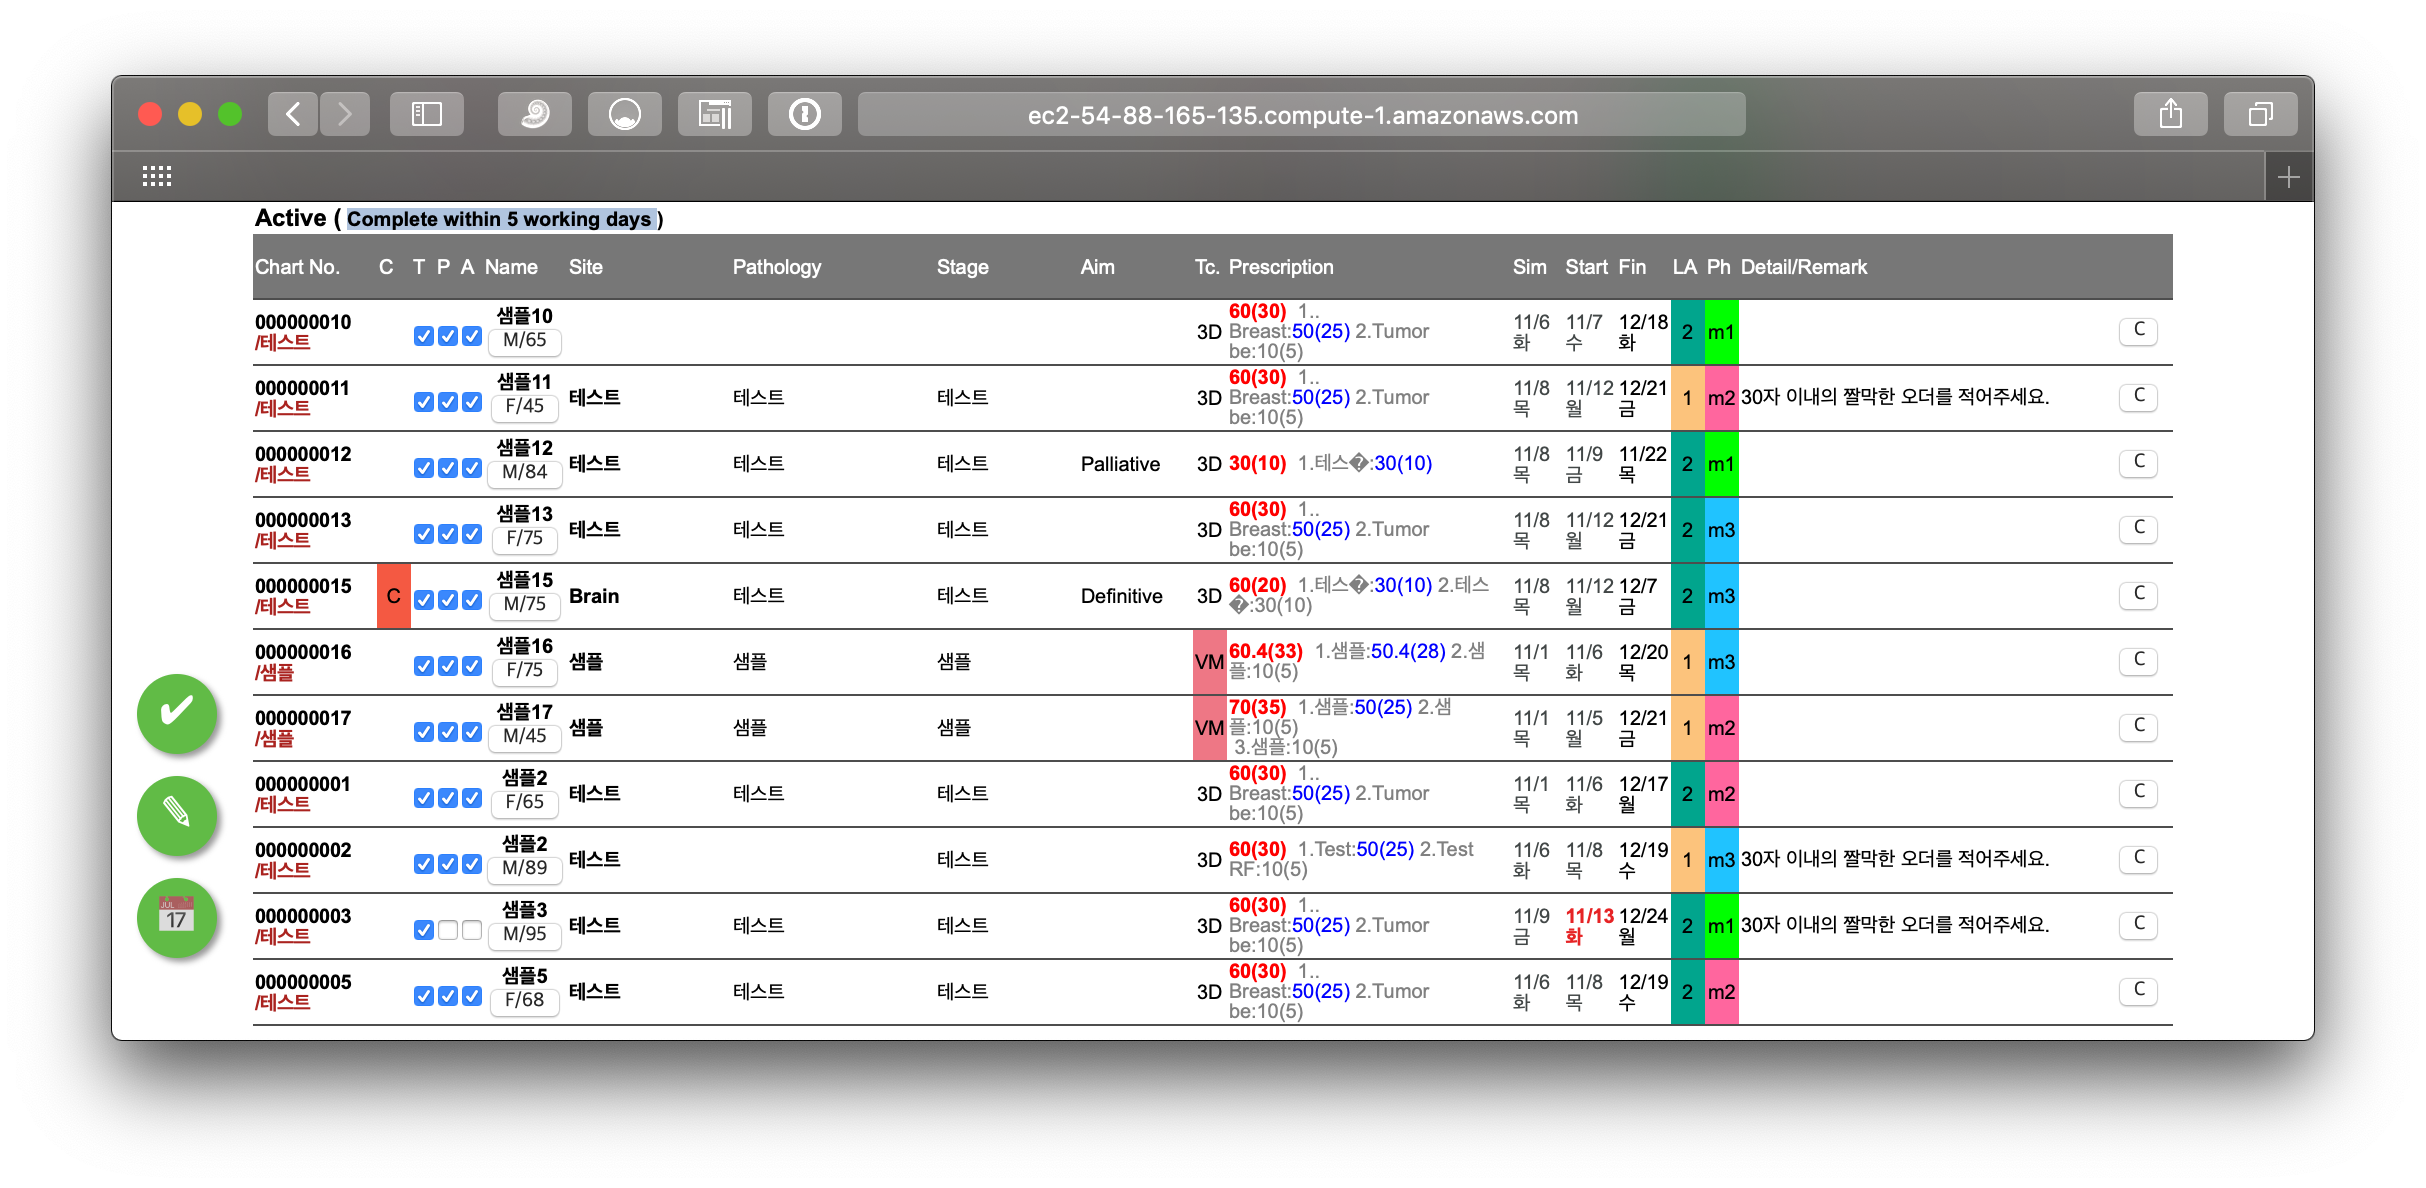 ec2-54-88-165-135.compute-1.amazonaws.com
Active ( Complete within 5 working days )
Chart No. C T P A Name Site Pathology Stage Aim Tc. Prescription Sim Start Fin LA Ph Detail/Remark
000000010 샘플10 60(30) 1.. 11/6 11/7 12/18
/테스트 M/65 3D Breast:50(25) 2.Tumor 화 수 화 2 m1 C
be:10(5)
000000011 샘플11 60(30) 1.. 11/8 11/12 12/21
/테스트 F/45 테스트 테스트 테스트 3D Breast:50(25) 2.Tumor 목 월 금 1 m2 30자 이내의 짤막한 오더를 적어주세요. C
be:10(5)
000000012 샘플12 11/8 11/9 11/22
/테스트 M/84 테스트 테스트 테스트 Palliative 3D 30(10) 1.테스�:30(10) 목 금 목 2 m1 C
000000013 샘플13 60(30) 1.. 11/8 11/12 12/21
/테스트 F/75 테스트 테스트 테스트 3D Breast:50(25) 2.Tumor 목 월 금 2 m3 C
be:10(5)
000000015 샘플15 60(20) 1.테스�:30(10) 2.테스 11/8 11/12 12/7
/테스트 C M/75 Brain 테스트 테스트 Definitive 3D �:30(10) 목 월 금 2 m3 C
000000016 샘플16 60.4(33) 1.샘플:50.4(28) 2.샘 11/1 11/6 12/20
/샘플 F/75 샘플 샘플 샘플 VM 플:10(5) 목 화 목 1 m3 C
000000017 샘플17 70(35) 1.샘플:50(25) 2.샘 11/1 11/5 12/21
/샘플 M/45 샘플 샘플 샘플 VM 플:10(5) 목 월 금 1 m2 C
3.샘플:10(5)
000000001 샘플2 60(30) 1.. 11/1 11/6 12/17
/테스트 F/65 테스트 테스트 테스트 3D Breast:50(25) 2.Tumor 목 화 월 2 m2 C
be:10(5)
000000002 샘플2 60(30) 1.Test:50(25) 2.Test 11/6 11/8 12/19
/테스트 M/89 테스트 테스트 3D RF:10(5) 화 목 수 1 m3 30자 이내의 짤막한 오더를 적어주세요. C
000000003 샘플3 60(30) 1.. 11/9 11/13 12/24
/테스트 M/95 테스트 테스트 테스트 3D Breast:50(25) 2.Tumor 금 화 월 2 m1 30자 이내의 짤막한 오더를 적어주세요. C
be:10(5)
JUL
17
000000005 샘플5 60(30) 1.. 11/6 11/8 12/19
/테스트 F/68 테스트 테스트 테스트 3D Breast:50(25) 2.Tumor 화 목 수 2 m2 C
be:10(5)